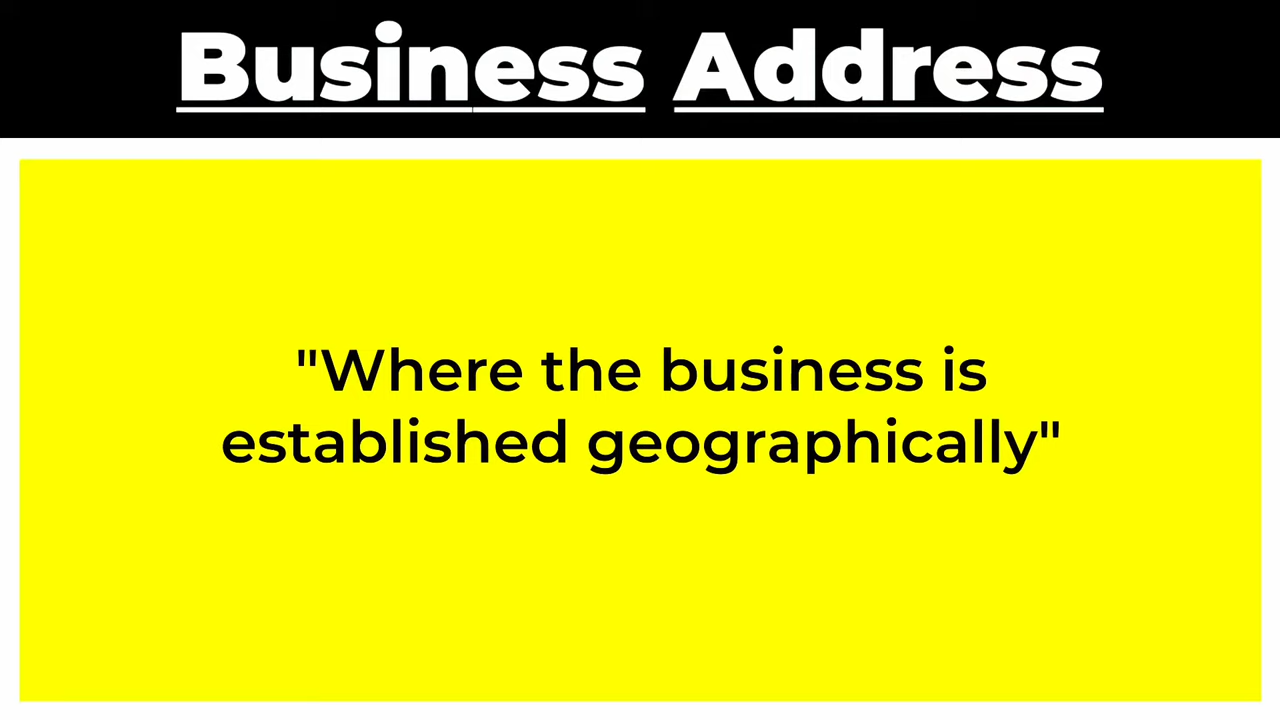 Business Address
"Where the business is
established geographically"